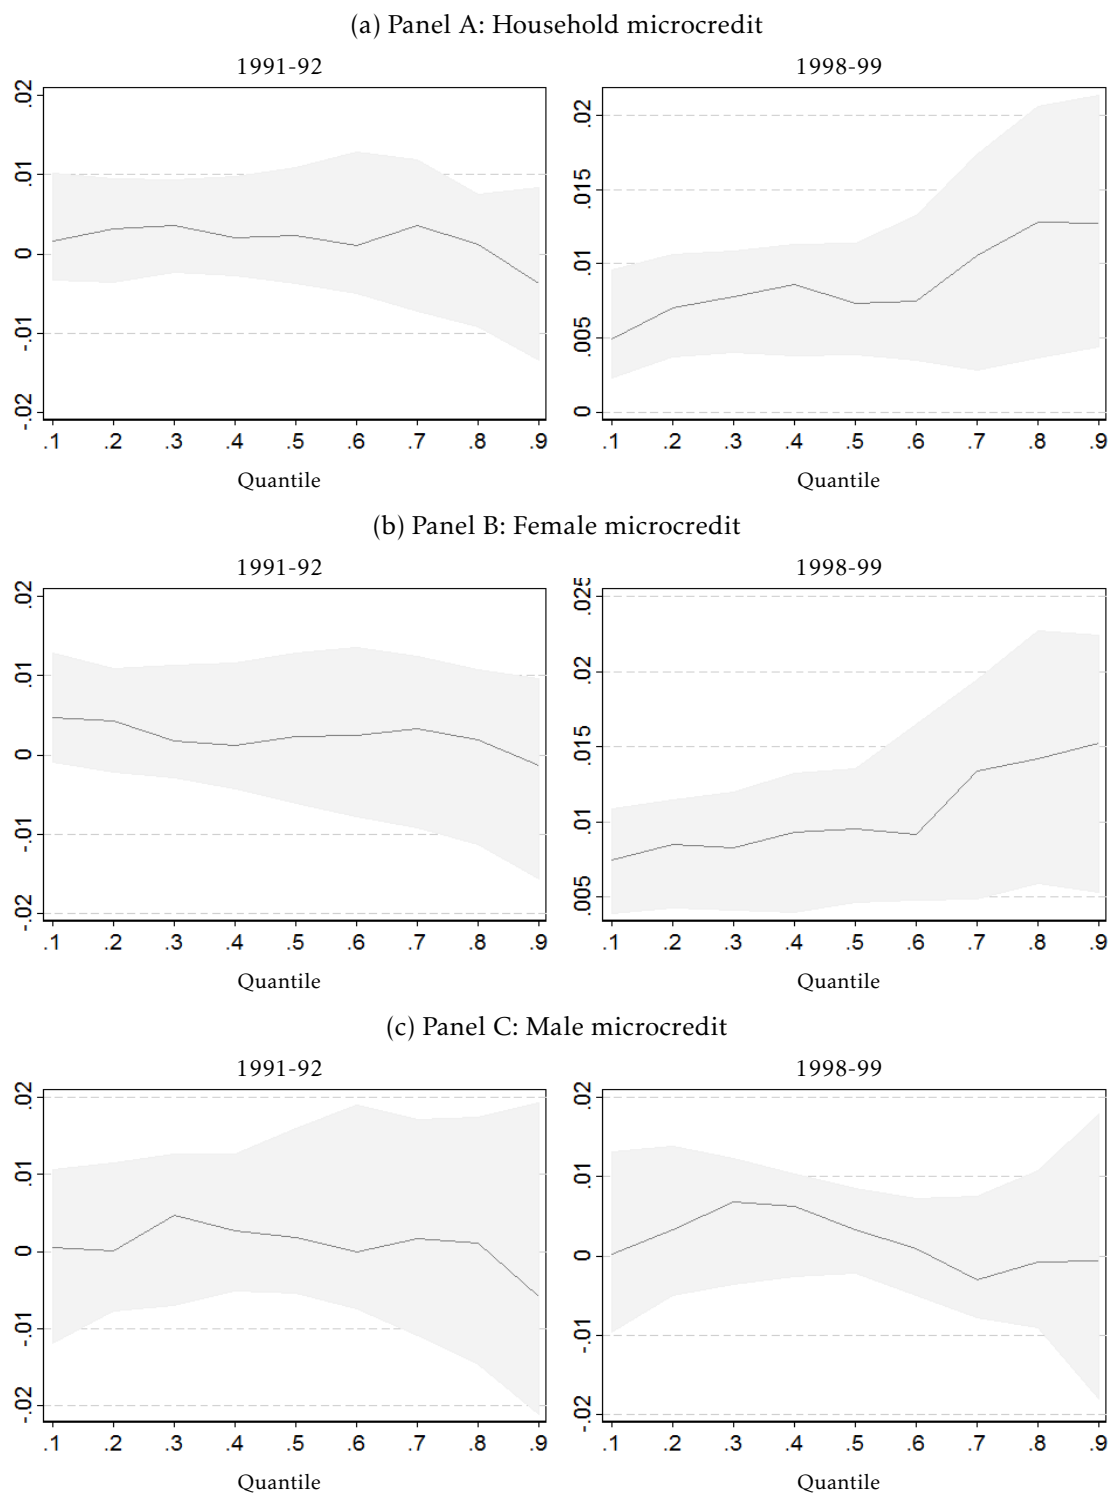 (a) Panel A: Household microcredit
1991-92
.02
.01
0
-.01
-.02
.1 .2 .3 .4 .5 .6 .7 .8 .9
Quantile
1998-99
.02
.015
.01
.005
0
.1 .2 .3 .4 .5 .6 .7 .8 .9
Quantile
(b) Panel B: Female microcredit
1991-92
.02
.01
0
-.01
-.02
.1 .2 .3 .4 .5 .6 .7 .8 .9
Quantile
1998-99
.025
.02
.015
.01
.005
.1 .2 .3 .4 .5 .6 .7 .8 .9
Quantile
(c) Panel C: Male microcredit
1991-92
.02
.01
0
-.01
-.02
.1 .2 .3 .4 .5 .6 .7 .8 .9
Quantile
1998-99
.02
.01
0
-.01
-.02
.1 .2 .3 .4 .5 .6 .7 .8 .9
Quantile